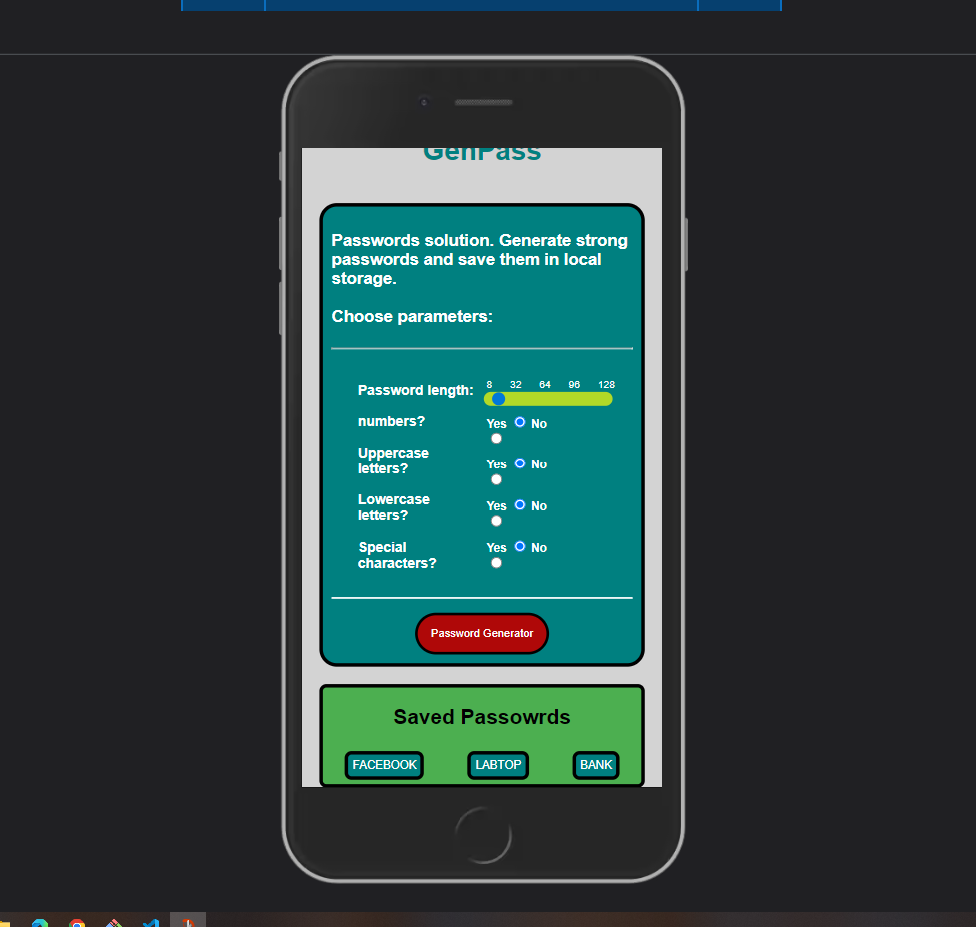 GenPass
Passwords solution. Generate strong
passwords and save them in local
storage.
Choose parameters:
8 32 64 96 128
Password length:
numbers? Yes No
Uppercase
letters? Yes No
Lowercase
letters? Yes No
Special
characters? Yes No
Password Generator
Saved Passowrds
FACEBOOK LABTOP BANK